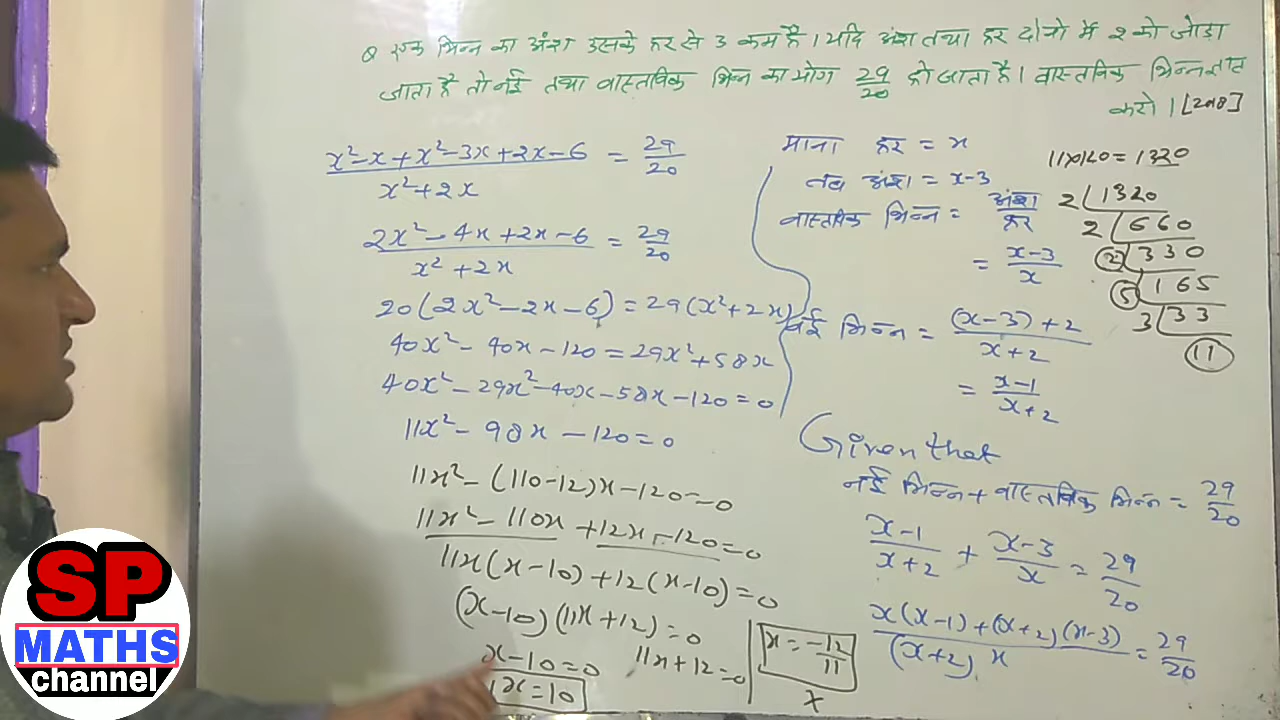 Q एक भिन्न का अंश उसके हर से 3 कम है। यदि अंश तथा हर दोनो में 2 को जोड़ा
जाता है तो नई तथा वास्तविक भिन्न का योग 29/20 हो जाता है। वास्तविक भिन्न ज्ञात
करो। [2018]
x²-x+x²-3x+2x-6 / x²+2x = 29/20
2x²-4x+2x-6 / x²+2x = 29/20
20(2x²-2x-6) = 29(x²+2x)
40x²-40x-120 = 29x²+58x
40x²-29x²-40x-58x-120=0
11x²-98x-120=0
11x²-(110-12)x-120=0
11x²-110x+12x-120=0
11x(x-10)+12(x-10)=0
(x-10)(11x+12)=0
x-10=0
x=10
11x+12=0
x=-12/11
x
माना हर = x
तब अंश = x-3
वास्तविक भिन्न = अंश/हर
= x-3/x
नई भिन्न = (x-3)+2 / x+2
= x-1/x+2
Given that
नई भिन्न + वास्तविक भिन्न = 29/20
x-1/x+2 + x-3/x = 29/20
x(x-1)+(x+2)(x-3) / (x+2)x = 29/20
11x120=1320
2 1320
2 660
2 330
5 165
3 33
11
SP
MATHS
channel